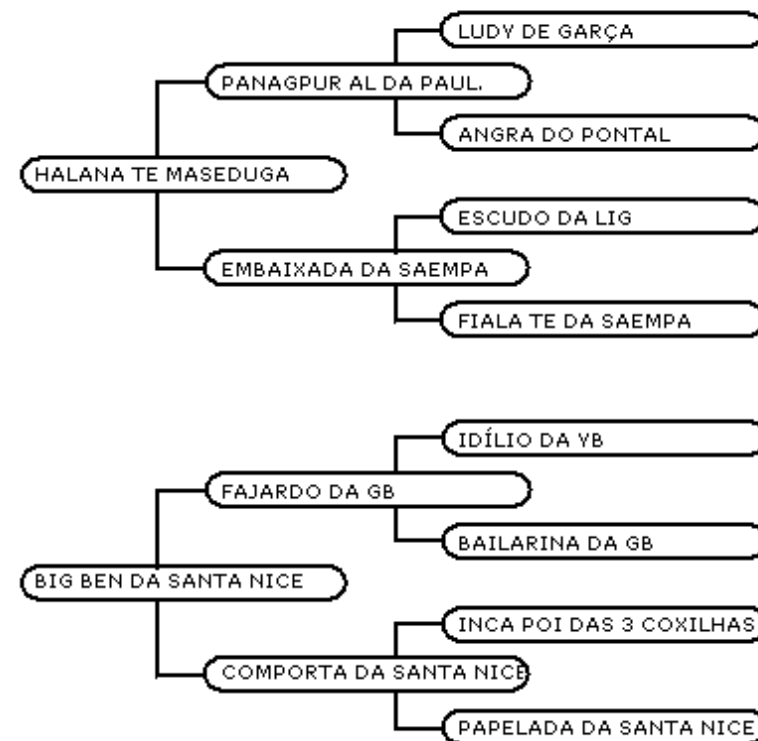 LUDY DE GARÇA
PANAGPUR AL DA PAUL.
ANGRA DO PONTAL
HALANA TE MASEDUGA
ESCUDO DA LIG
EMBAIXADA DA SAEMPA
FIALA TE DA SAEMPA
IDÍLIO DA YB
FAJARDO DA GB
BAILARINA DA GB
BIG BEN DA SANTA NICE
INCA POI DAS 3 COXILHAS
COMPORTA DA SANTA NICE
PAPELADA DA SANTA NICE